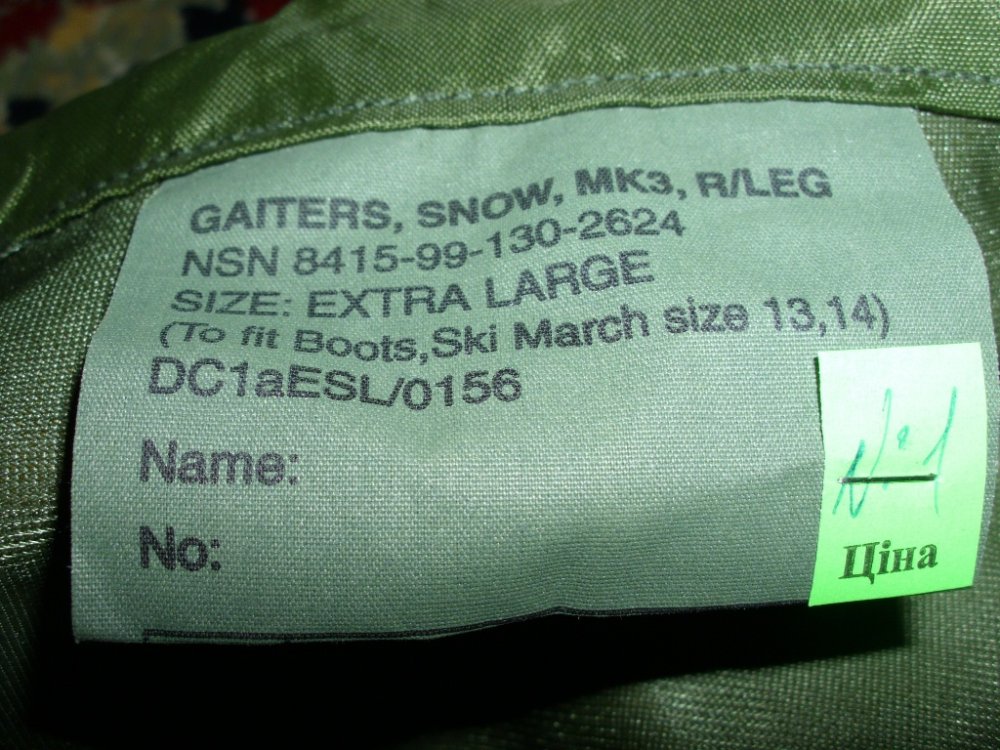 GAITERS, SNOW, MK3, R/LEG
NSN 8415-99-130-2624
SIZE: EXTRA LARGE
(To fit Boots,Ski March size 13,14)
DC1aESL/0156
Name:
No:
№1
Ціна